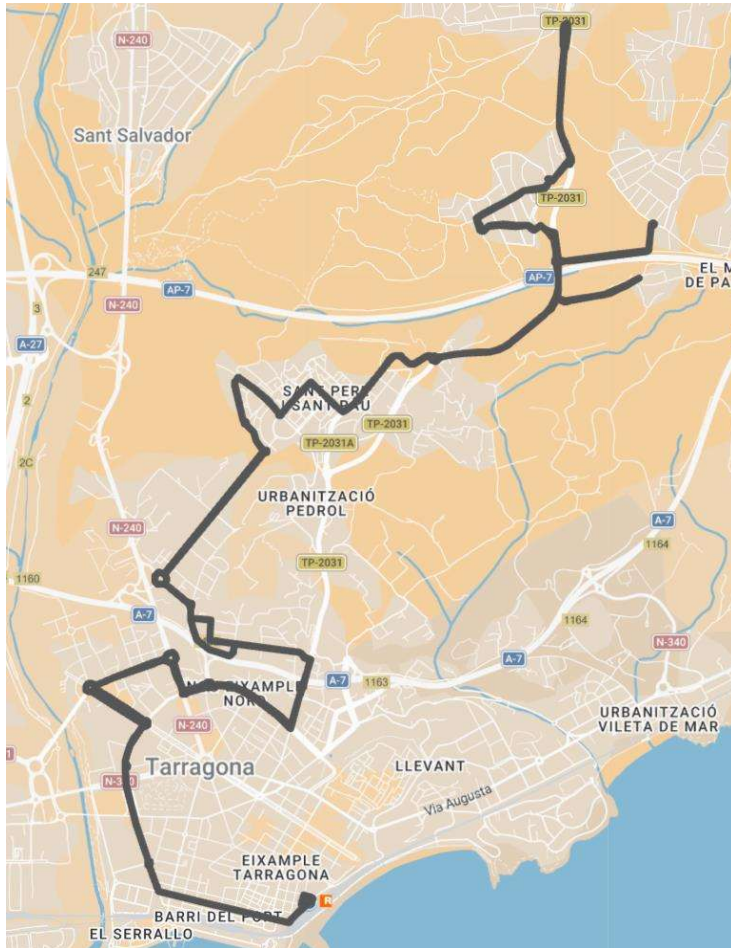 TP-2031
N-240
Sant Salvador
TP-2031
247
EL M
DE PA
AP-7
AP-7
N-240
3
A-27
2
SANT PERE
I SANT PAU
TP-2031
TP-2031A
2C
URBANITZACIÓ
PEDROL
A-7
N-240
1164
TP-2031
1160
A-7
1164
N-340
A-7
A-7
1163
NORD
N-240
URBANITZACIÓ
VILETA DE MAR
Tarragona
LLEVANT
Via Augusta
EIXAMPLE
TARRAGONA
R
BARRI DEL PORT
EL SERRALLO